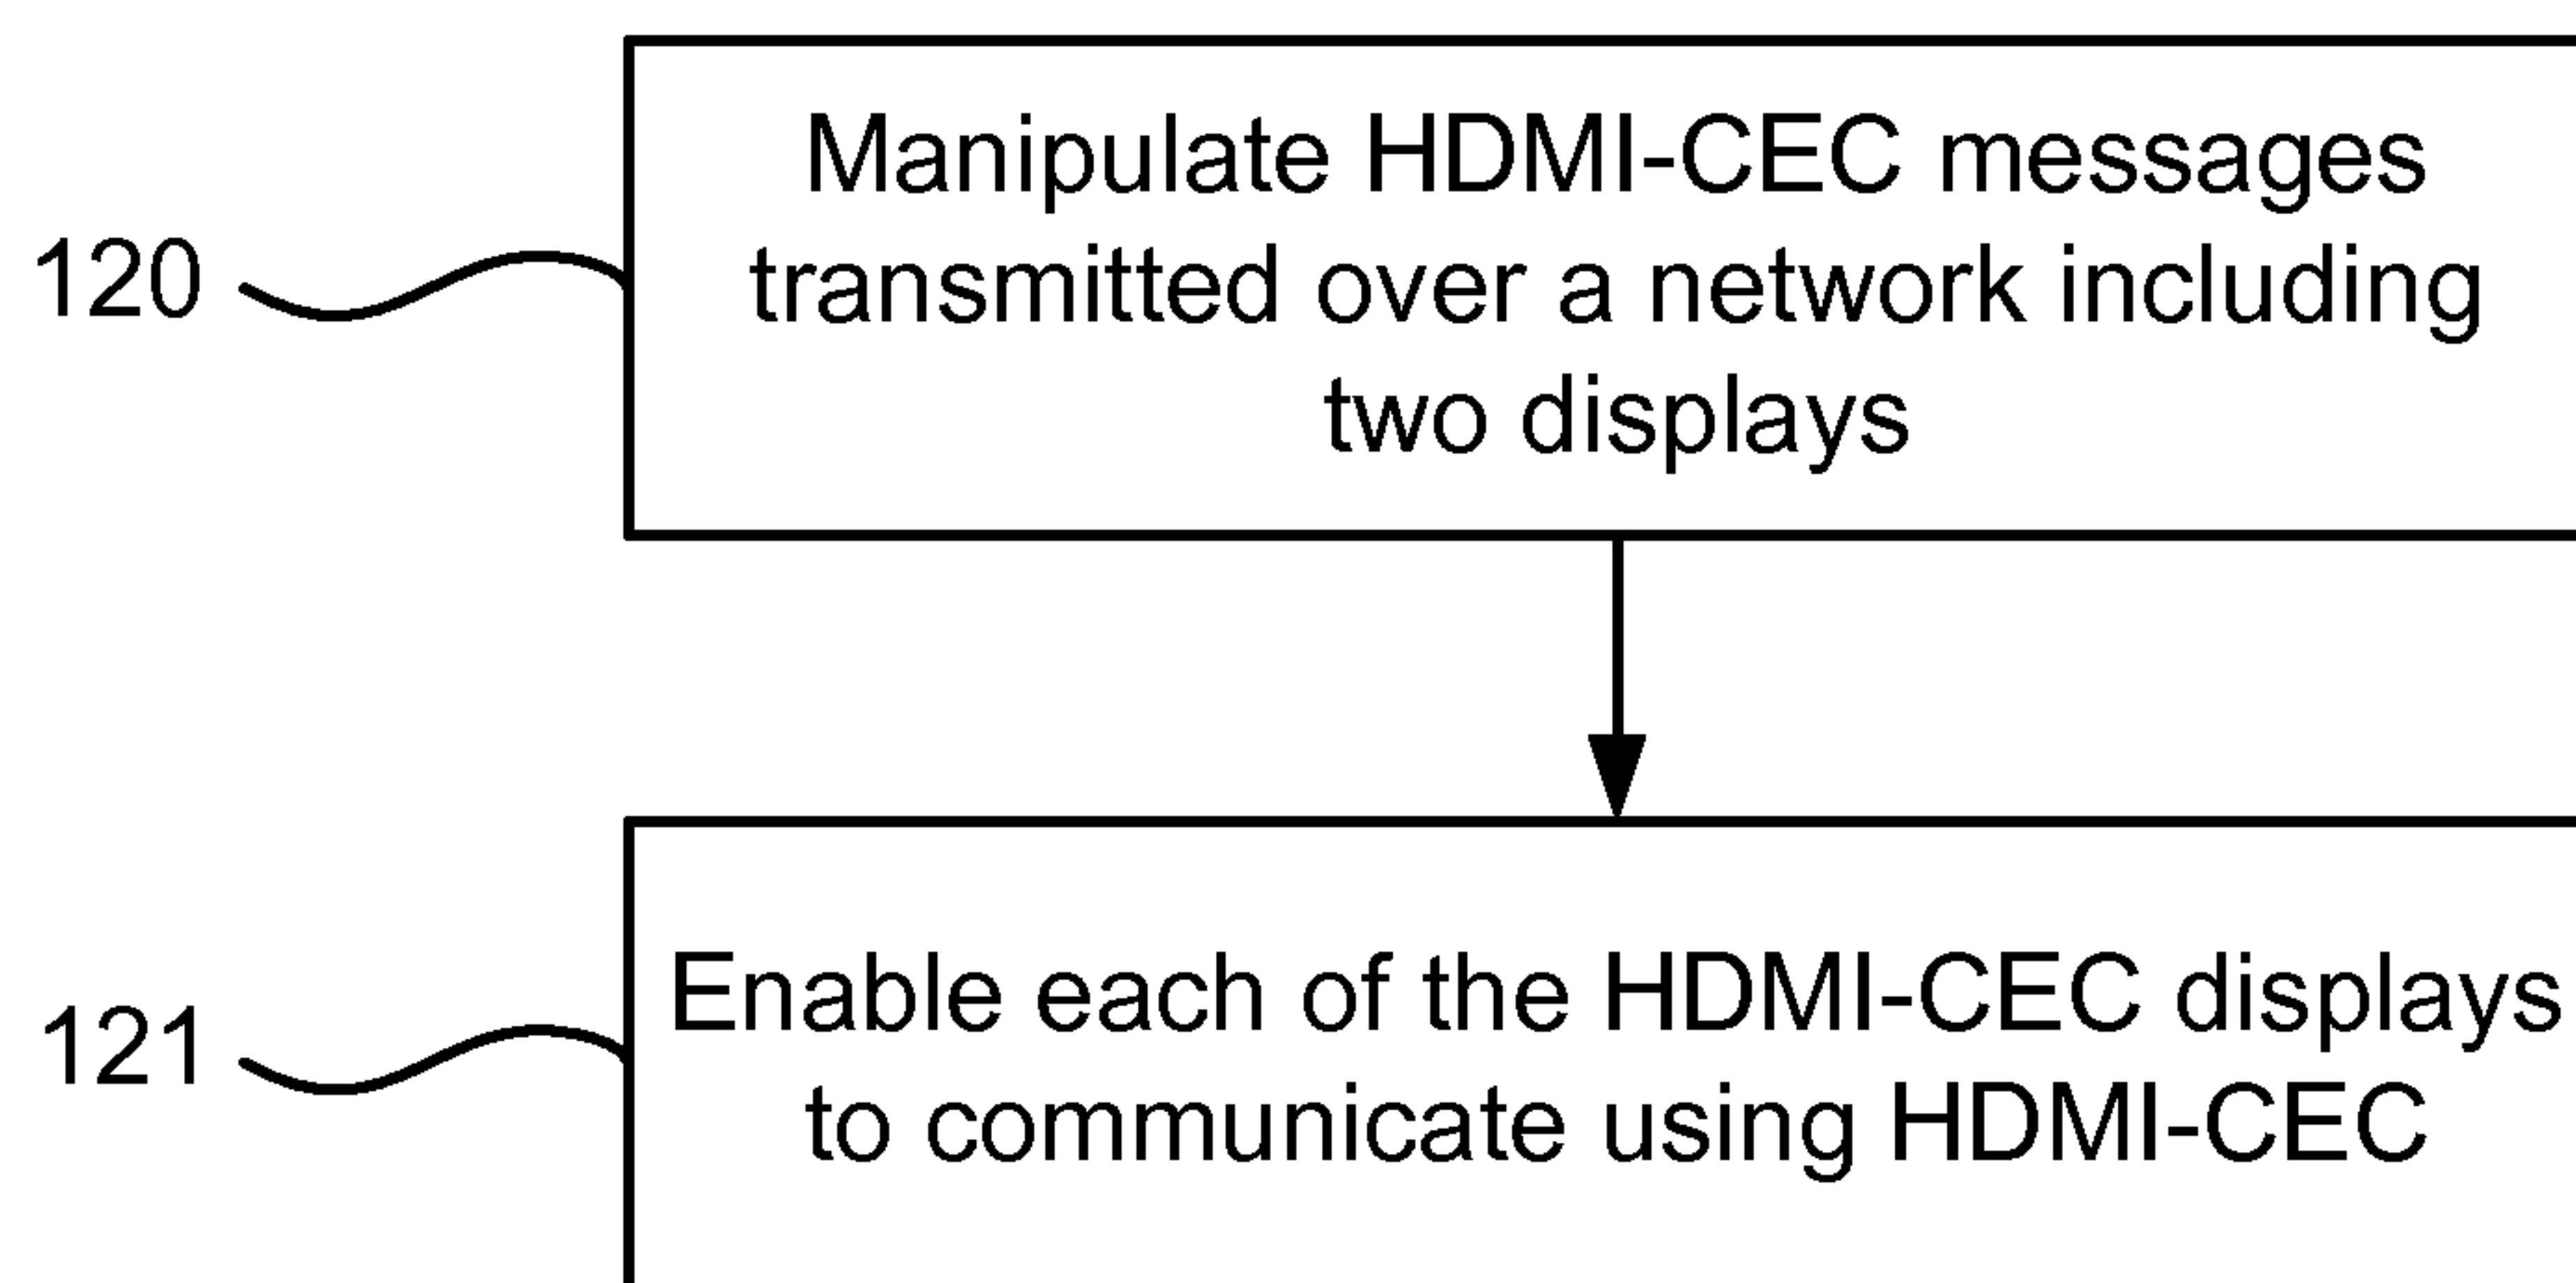 Manipulate HDMI-CEC messages
transmitted over a network including
two displays
120
Enable each of the HDMI-CEC displays
to communicate using HDMI-CEC
121